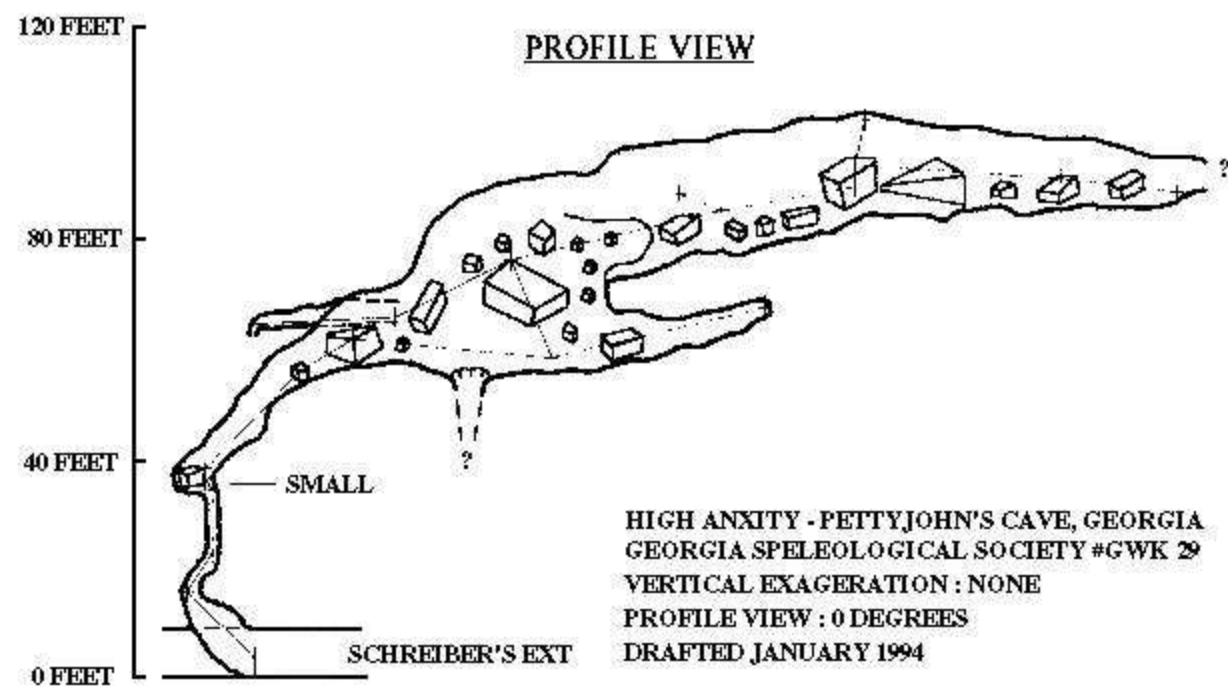 120 FEET
PROFILE VIEW
?
80 FEET
40 FEET
?
SMALL
HIGH ANXITY - PETTYJOHN'S CAVE, GEORGIA
GEORGIA SPELEOLOGICAL SOCIETY #GWK 29
VERTICAL EXAGERATION : NONE
PROFILE VIEW : 0 DEGREES
SCHREIBER'S EXT
DRAFTED JANUARY 1994
0 FEET